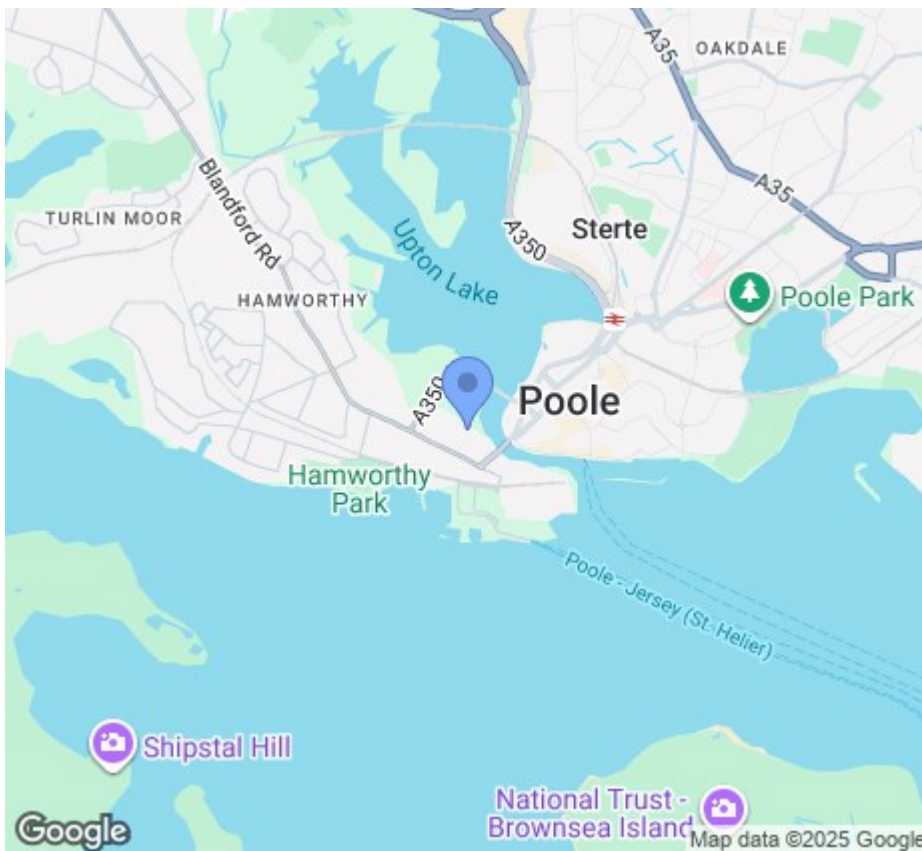 OAKDALE
A35
Blandford Rd
TURLIN MOOR
Upton
Lake
A350
Sterte
A35
HAMWORTHY
Poole Park
A350
Poole
Hamworthy
Park
Poole - Jersey (St. Helier)
Shipstal Hill
National Trust -
Brownsea Island
Google
Map data ©2025 Google